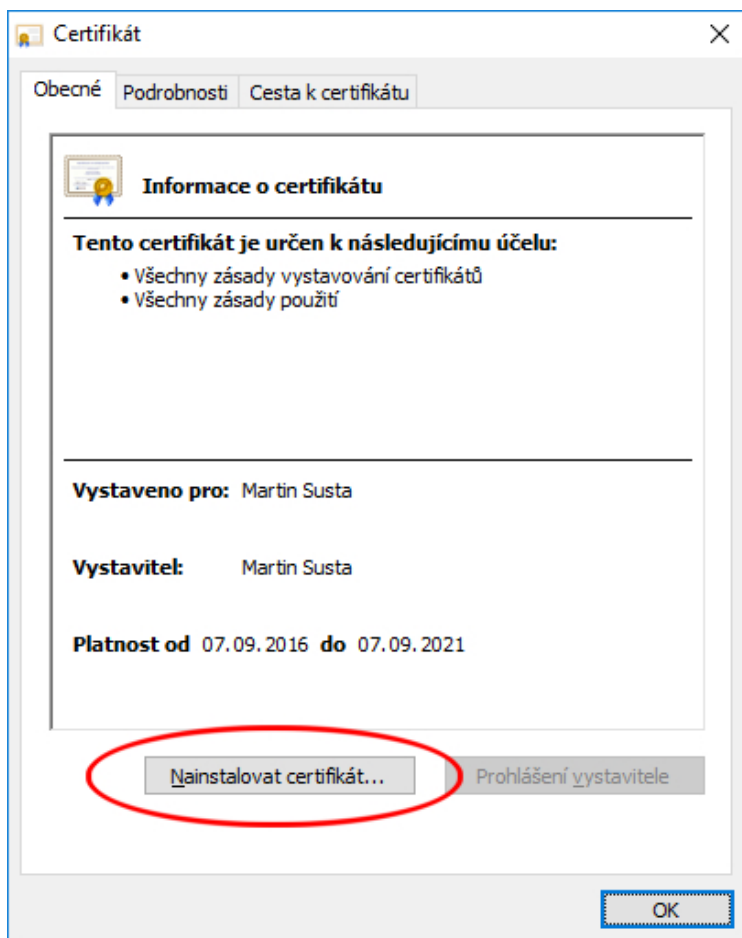 Certifikát
Obecné Podrobnosti Cesta k certifikátu
Informace o certifikátu
Tento certifikát je určen k následujícímu účelu:
• Všechny zásady vystavování certifikátů
• Všechny zásady použití
Vystaveno pro: Martin Susta
Vystavitel: Martin Susta
Platnost od 07.09.2016 do 07.09.2021
Nainstalovat certifikát... Prohlášení vystavitele
OK